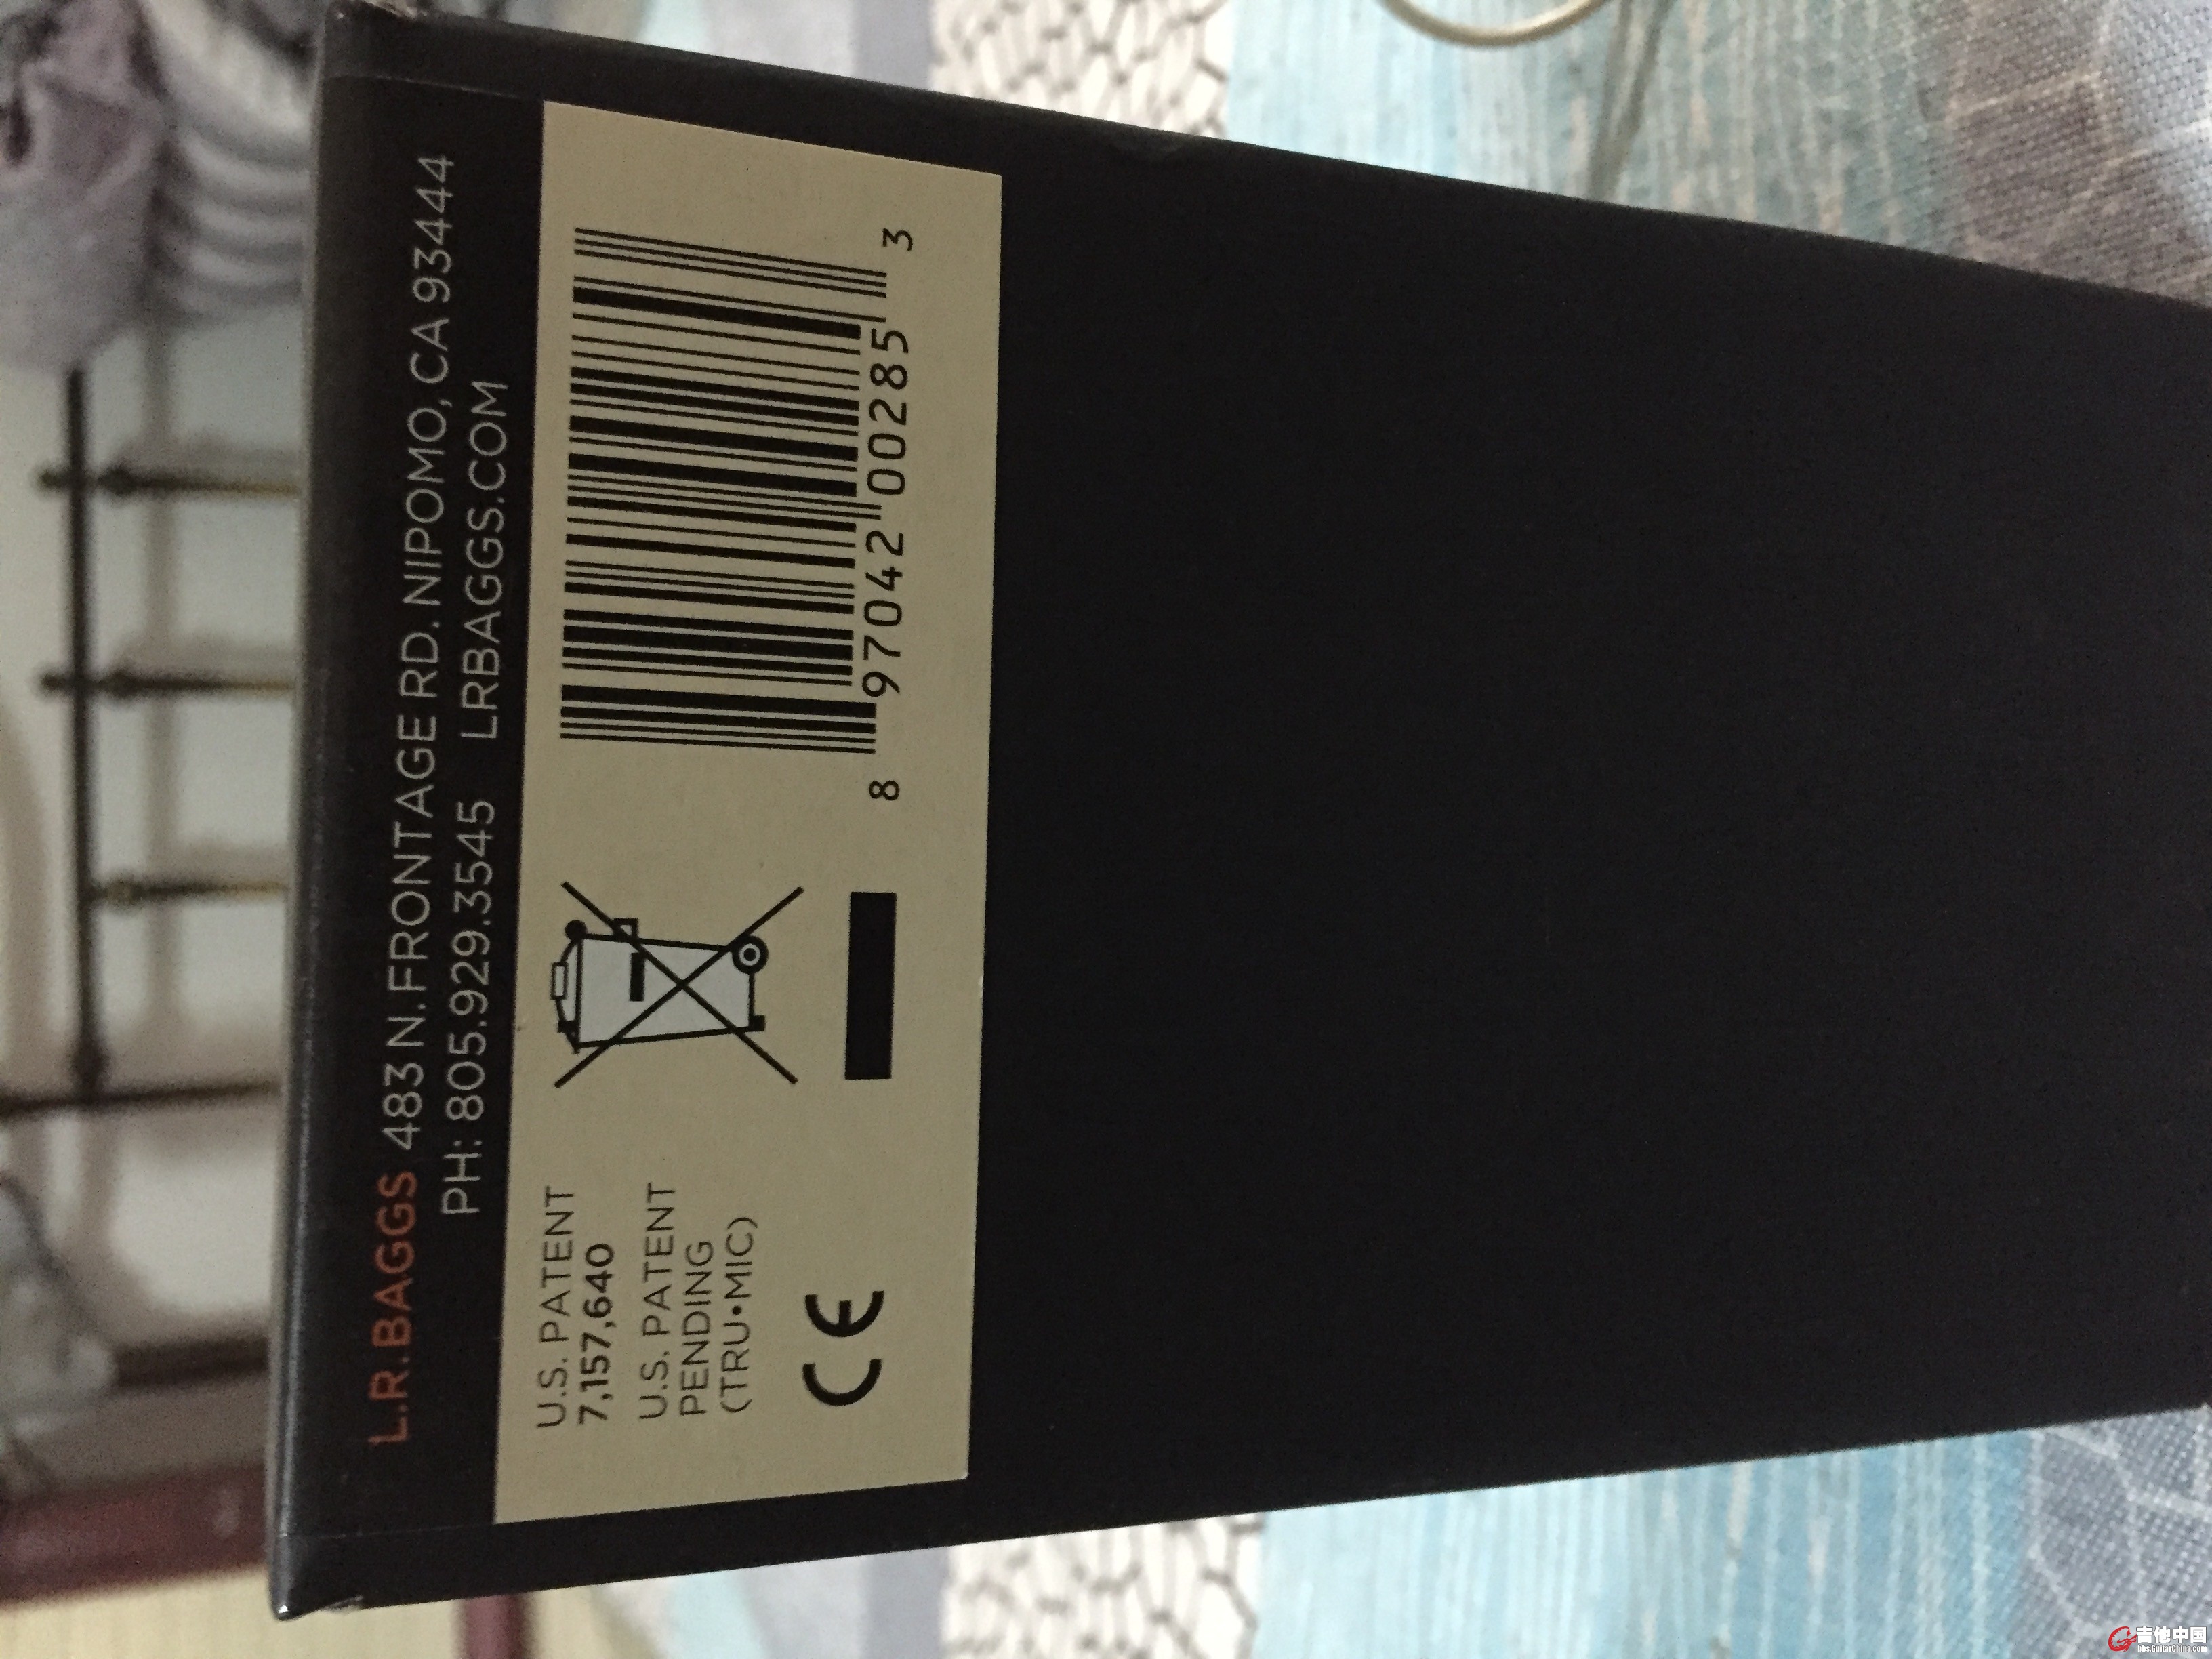 L.R.BAGGS 483 N. FRONTAGE RD. NIPOMO, CA 93444
PH: 805.929.3545 LRBAGGS.COM
U.S. PATENT
7,157,640
U.S. PATENT
PENDING
(TRU•MIC)
CE
8 97042 00285 3
吉他中国
bbs.GuitarChina.com